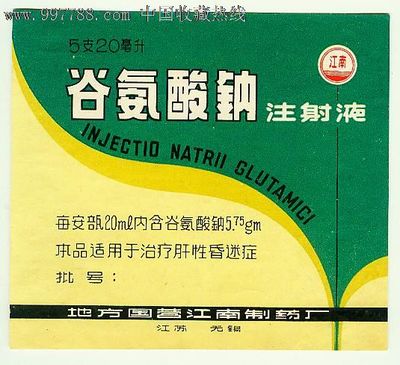 www.997788.com 中国收藏热线
5支20毫升
江南
谷氨酸鈉 注射液
INJECTIO NATRII GLUTAMICI
每安瓿20ml内含谷氨酸鈉5.75gm
本品适用于治疗肝性昏迷症
批号：
地方国营江南制药厂
江苏 无锡